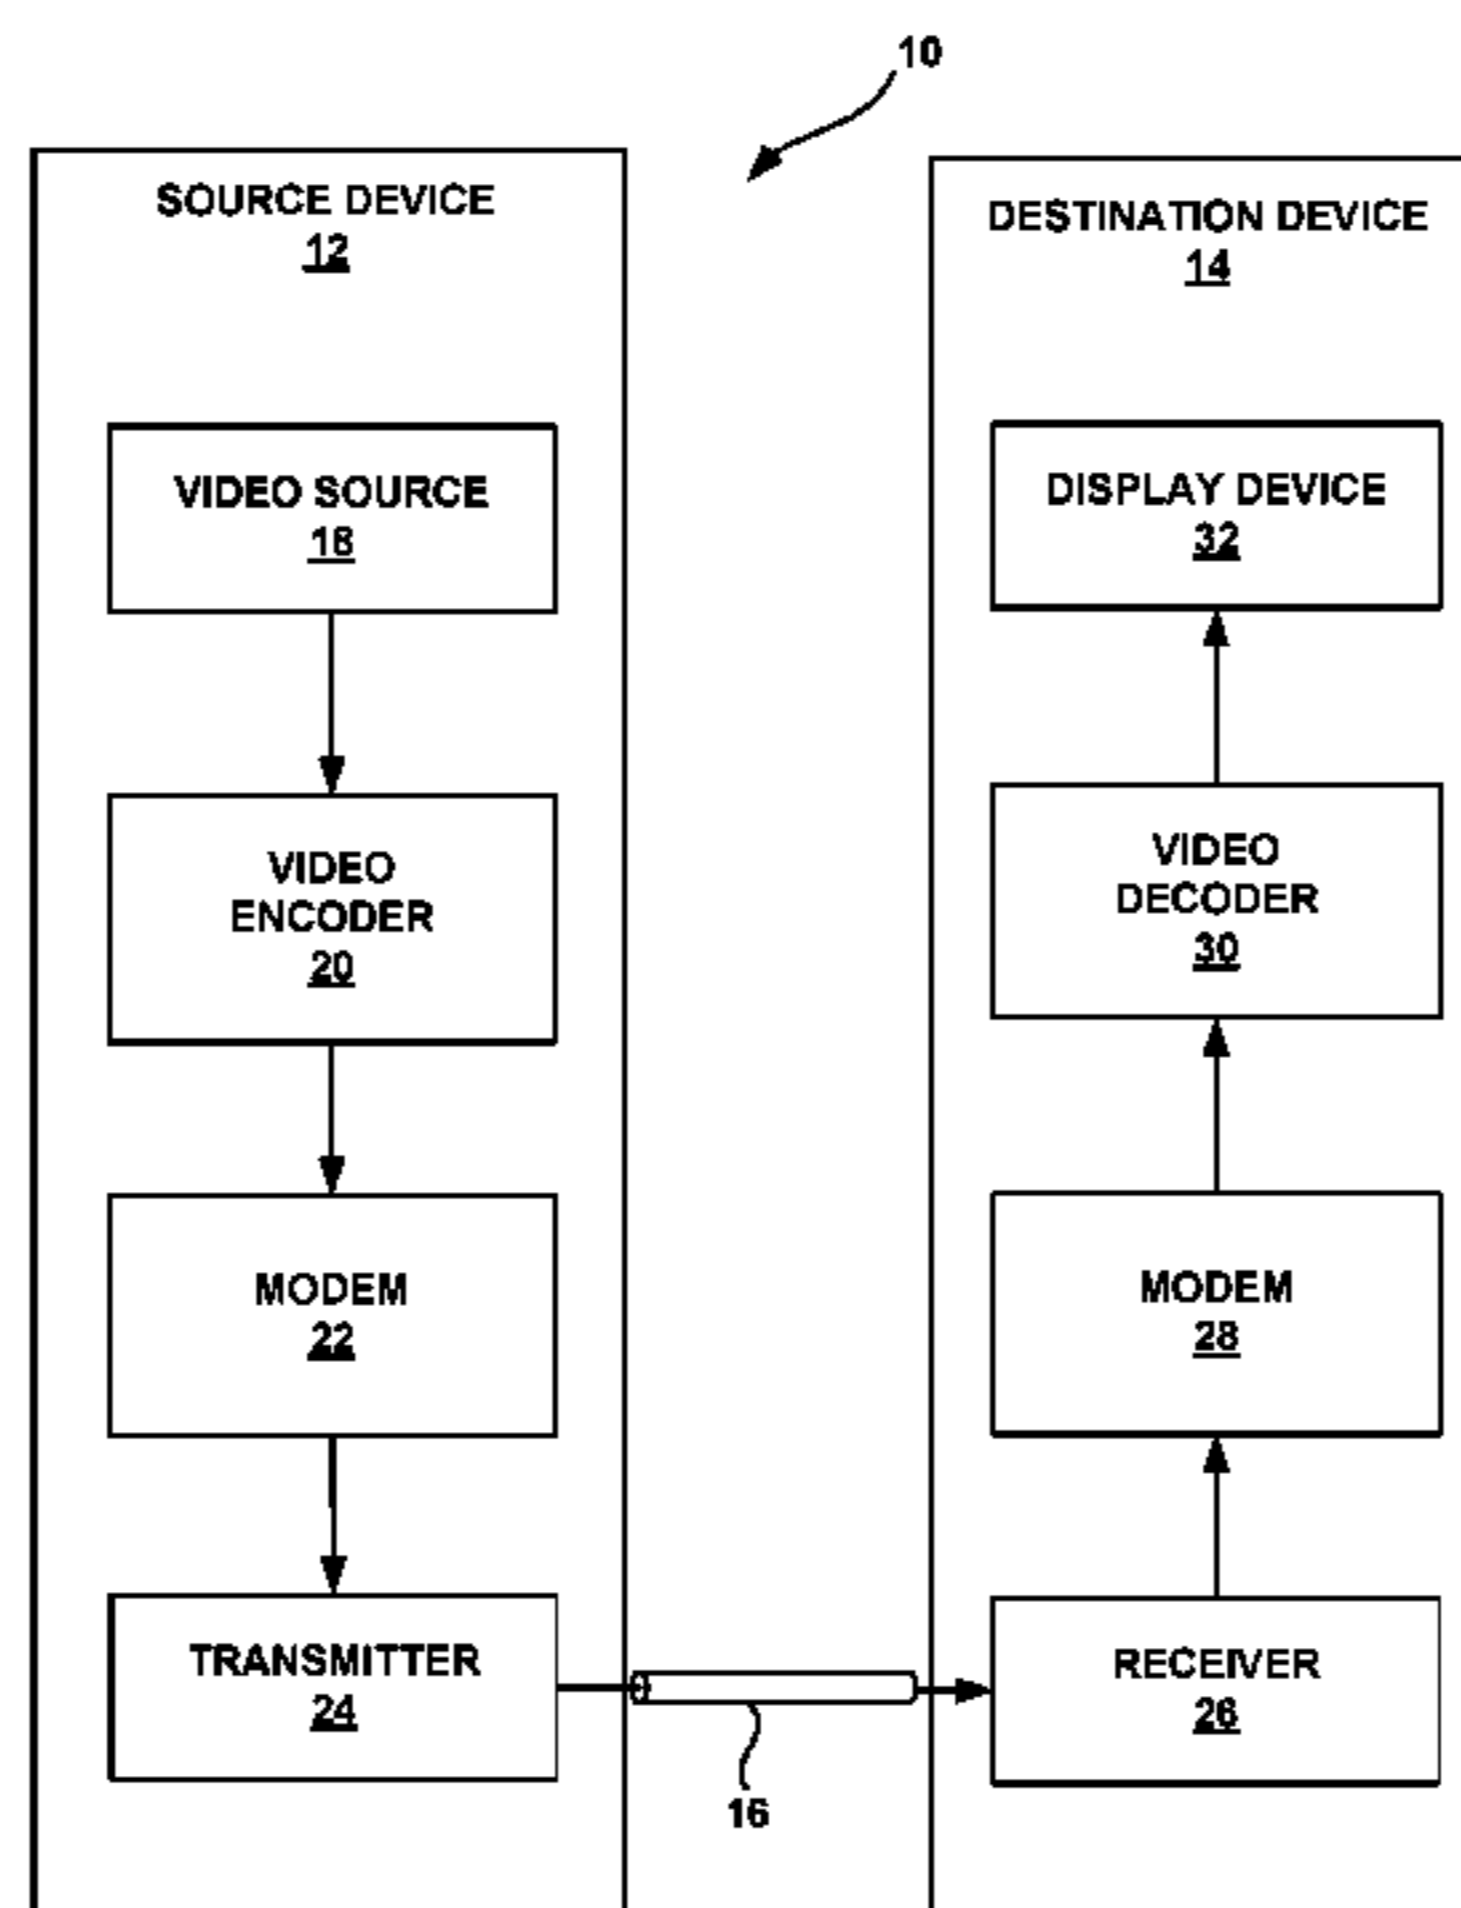 10
SOURCE DEVICE
12
VIDEO SOURCE
18
VIDEO
ENCODER
20
MODEM
22
TRANSMITTER
24
16
DESTINATION DEVICE
14
DISPLAY DEVICE
32
VIDEO
DECODER
30
MODEM
28
RECEIVER
26